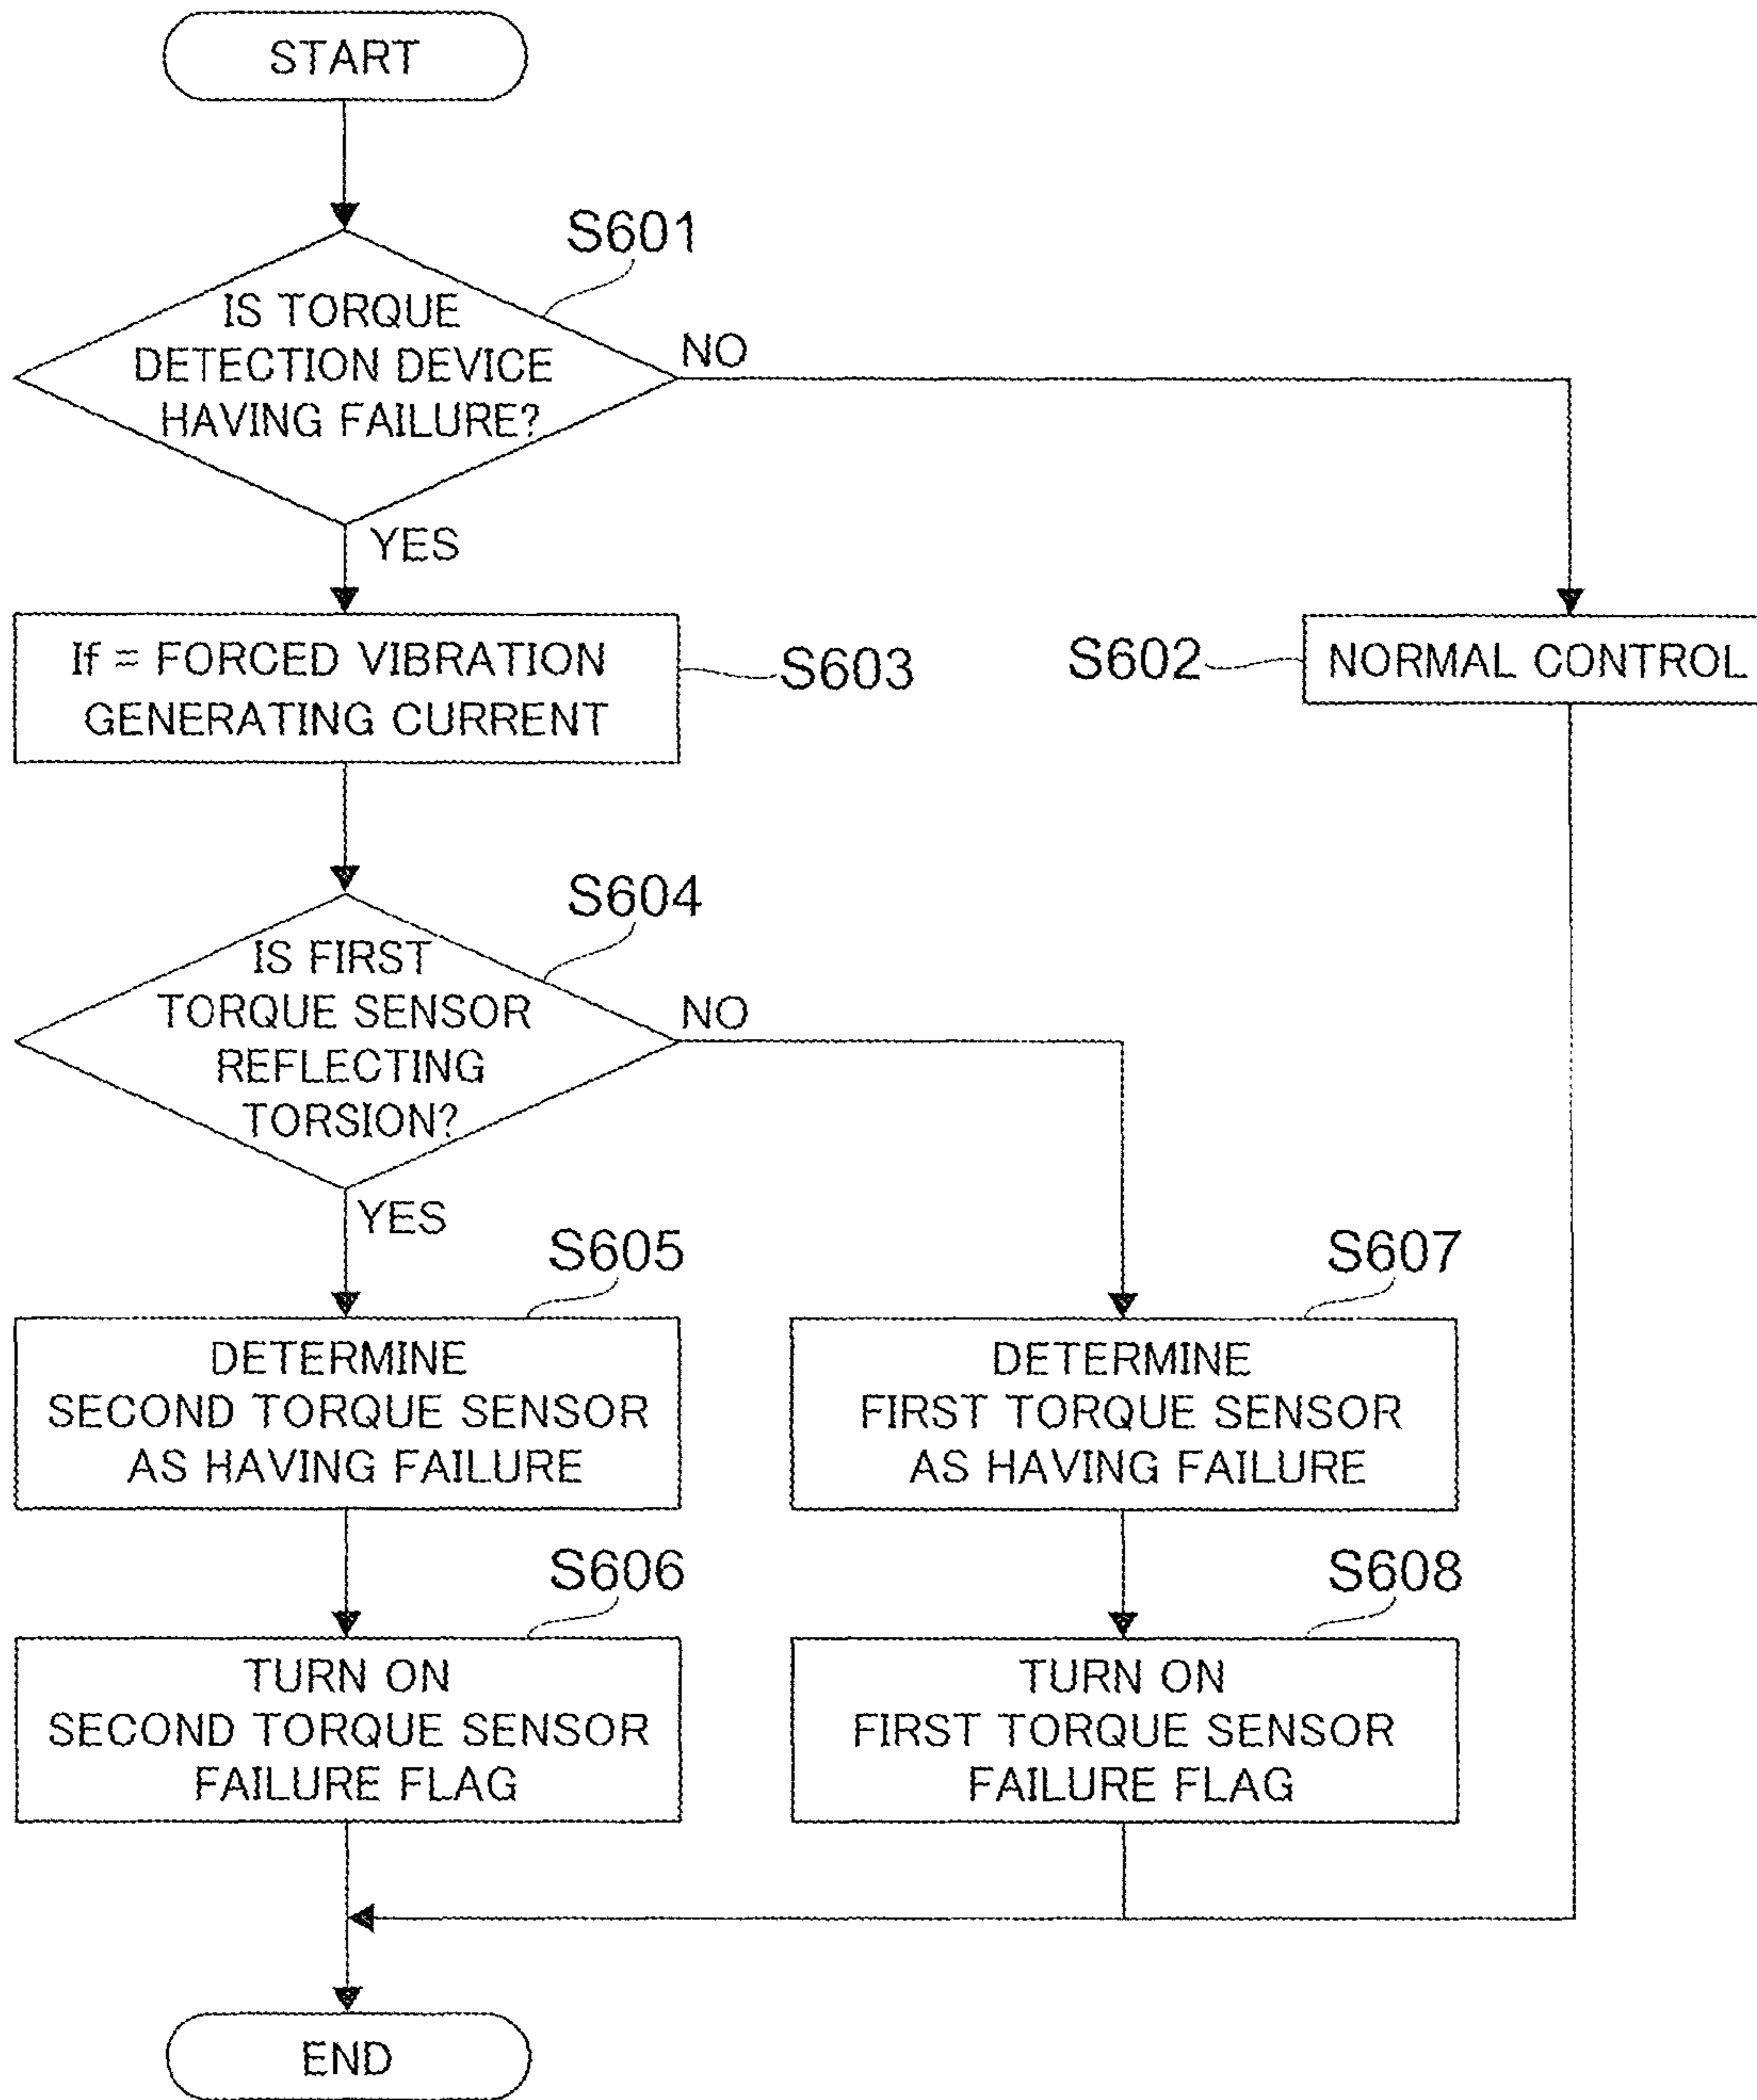 START
S601
IS TORQUE
DETECTION DEVICE
HAVING FAILURE?
NO
YES
If = FORCED VIBRATION
GENERATING CURRENT
S603
S602
NORMAL CONTROL
S604
IS FIRST
TORQUE SENSOR
REFLECTING
TORSION?
NO
YES
S605
DETERMINE
SECOND TORQUE SENSOR
AS HAVING FAILURE
S607
DETERMINE
FIRST TORQUE SENSOR
AS HAVING FAILURE
S606
TURN ON
SECOND TORQUE SENSOR
FAILURE FLAG
S608
TURN ON
FIRST TORQUE SENSOR
FAILURE FLAG
END